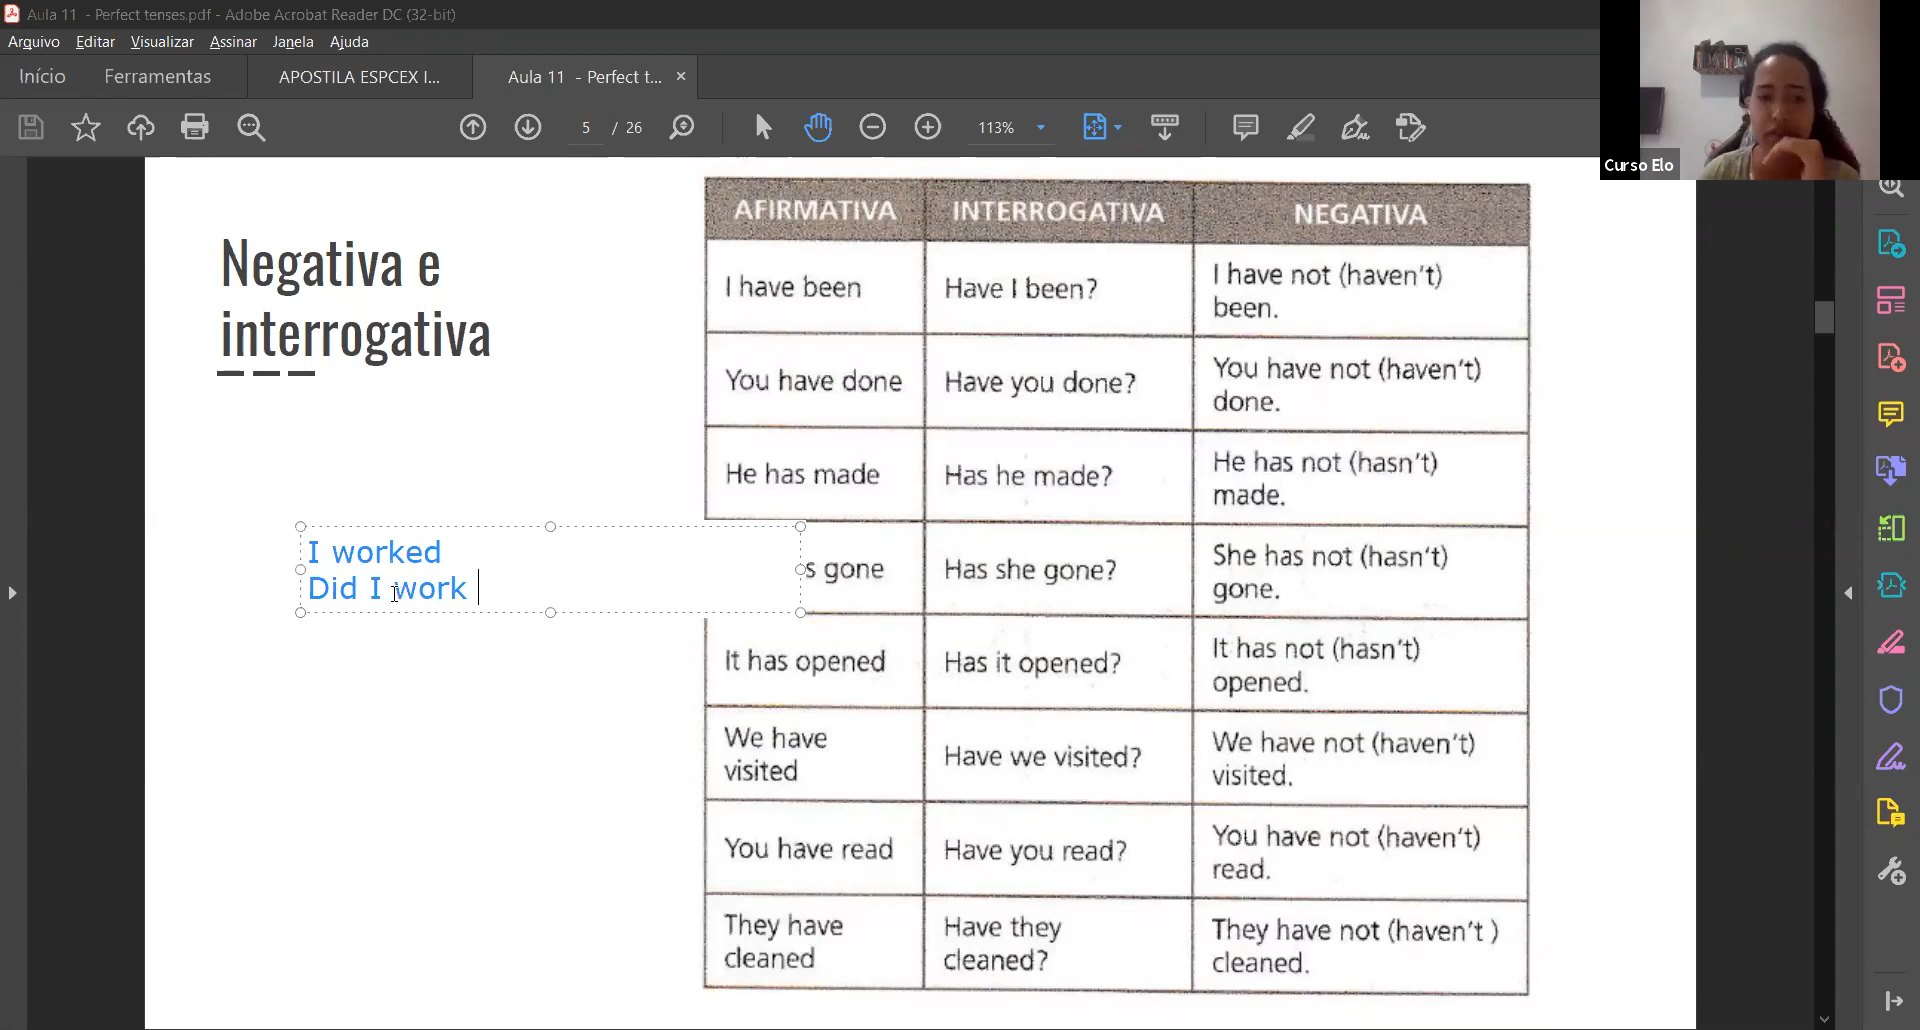 Aula 11 - Perfect tenses.pdf - Adobe Acrobat Reader DC (32-bit)
Arquivo Editar Visualizar Assinar Janela Ajuda
Início Ferramentas APOSTILA ESPCEX I... Aula 11 - Perfect t... ×
5 / 26 113%
Curso Elo
Negativa e
interrogativa
AFIRMATIVA INTERROGATIVA NEGATIVA
I have been Have I been? I have not (haven't)
been.
You have done Have you done? You have not (haven't)
done.
He has made Has he made? He has not (hasn't)
made.
I worked
Did I work
s gone Has she gone? She has not (hasn't)
gone.
It has opened Has it opened? It has not (hasn't)
opened.
We have
visited Have we visited? We have not (haven't)
visited.
You have read Have you read? You have not (haven't)
read.
They have
cleaned Have they
cleaned? They have not (haven't )
cleaned.